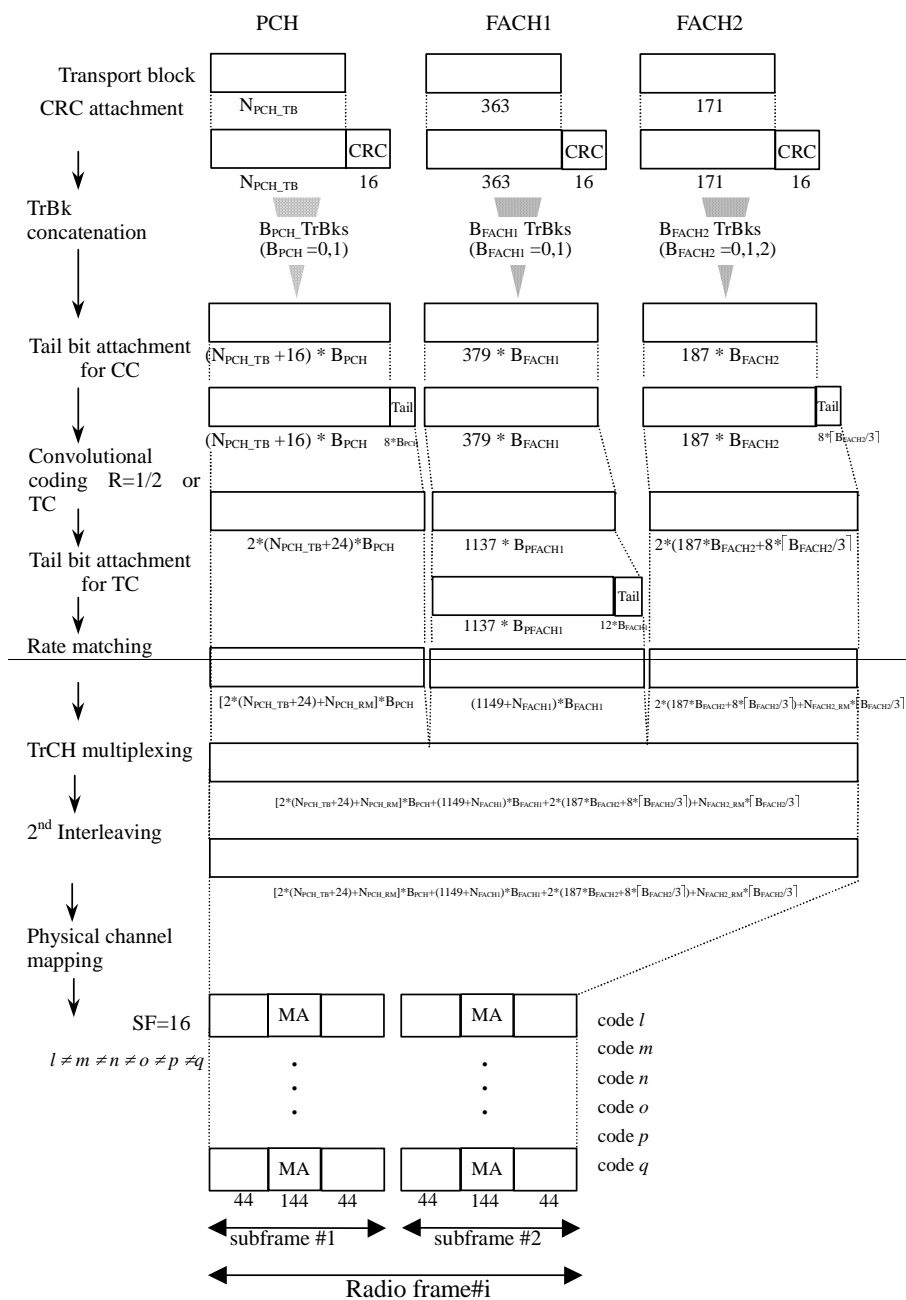 PCH FACH1 FACH2
Transport block
CRC attachment
N_PCH_TB 363 171
CRC CRC CRC
N_PCH_TB 16 363 16 171 16
TrBk
concatenation
B_PCH_ TrBks
(B_PCH =0,1)
B_FACH1 TrBks
(B_FACH1 =0,1)
B_FACH2 TrBks
(B_FACH2 =0,1,2)
Tail bit attachment
for CC
(N_PCH_TB +16) * B_PCH 379 * B_FACH1 187 * B_FACH2
Tail Tail
(N_PCH_TB +16) * B_PCH 8*B_PCH 379 * B_FACH1 187 * B_FACH2 8*⌈B_FACH2/3⌉
Convolutional
coding R=1/2 or
TC
2*(N_PCH_TB+24)*B_PCH 1137 * B_PFACH1 2*(187*B_FACH2+8*⌈B_FACH2/3⌉
Tail bit attachment
for TC
Tail
1137 * B_PFACH1 12*B_FACH1
Rate matching
[2*(N_PCH_TB+24)+N_PCH_RM]*B_PCH (1149+N_FACH1)*B_FACH1 2*(187*B_FACH2+8*⌈B_FACH2/3⌉)+N_FACH2_RM*⌈B_FACH2/3⌉
TrCH multiplexing
[2*(N_PCH_TB+24)+N_PCH_RM]*B_PCH+(1149+N_FACH1)*B_FACH1+2*(187*B_FACH2+8*⌈B_FACH2/3⌉)+N_FACH2_RM*⌈B_FACH2/3⌉
2nd Interleaving
[2*(N_PCH_TB+24)+N_PCH_RM]*B_PCH+(1149+N_FACH1)*B_FACH1+2*(187*B_FACH2+8*⌈B_FACH2/3⌉)+N_FACH2_RM*⌈B_FACH2/3⌉
Physical channel
mapping
SF=16 MA MA code l
l ≠ m ≠ n ≠ o ≠ p ≠ q
code m
code n
code o
code p
MA MA code q
44 144 44 44 144 44
subframe #1 subframe #2
Radio frame#i